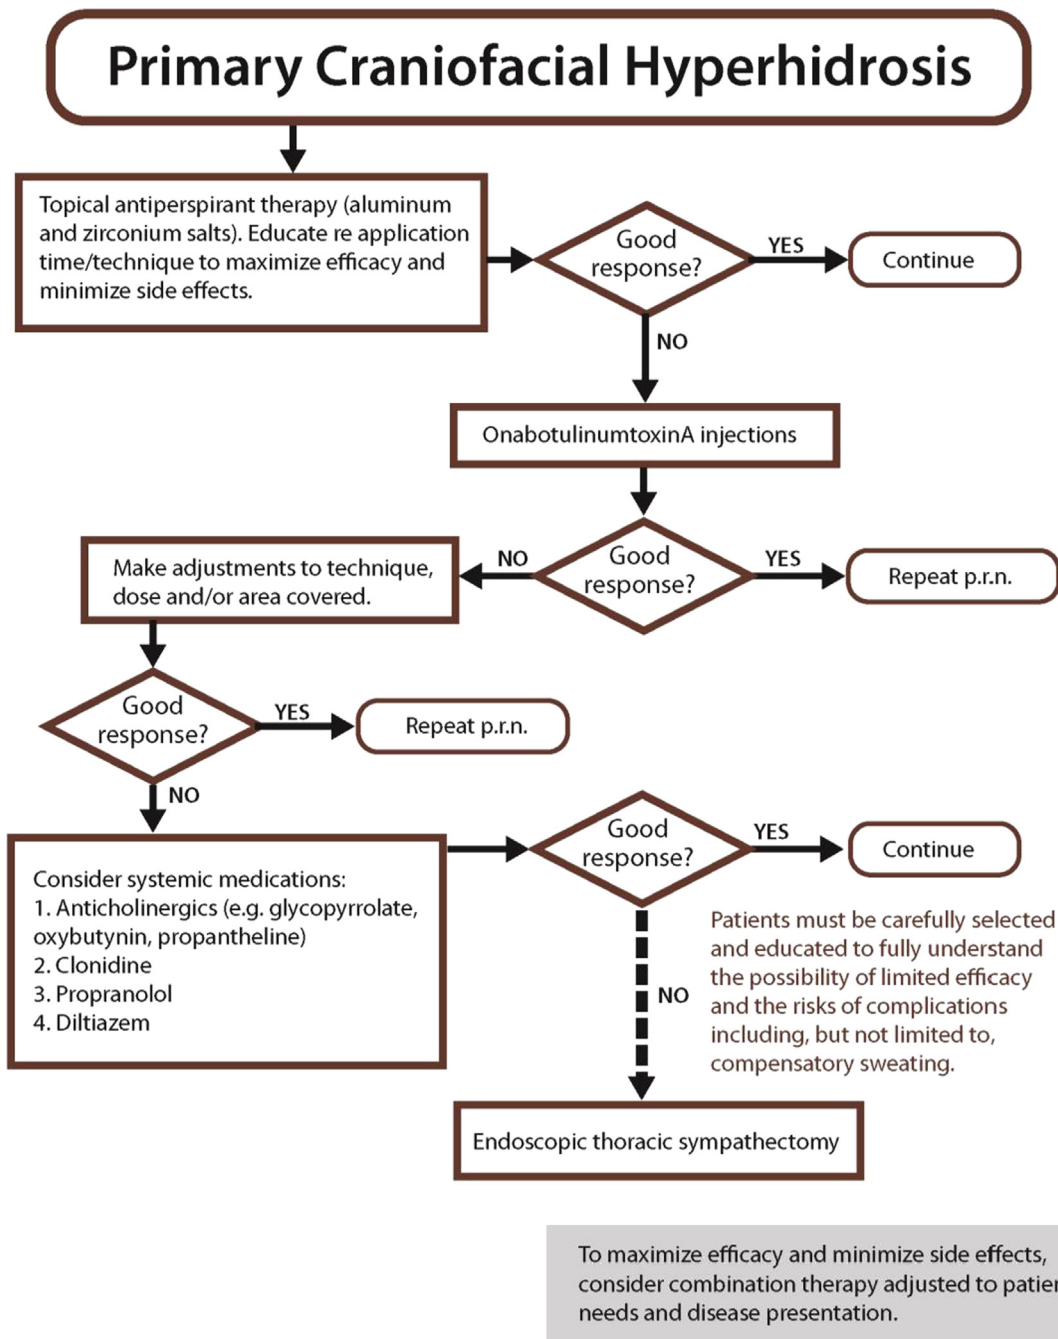 Primary Craniofacial Hyperhidrosis
Topical antiperspirant therapy (aluminum
and zirconium salts). Educate re application
time/technique to maximize efficacy and
minimize side effects.
Good
response?
YES
Continue
NO
OnabotulinumtoxinA injections
Good
response?
YES
Repeat p.r.n.
NO
Make adjustments to technique,
dose and/or area covered.
Good
response?
YES
Repeat p.r.n.
NO
Consider systemic medications:
1. Anticholinergics (e.g. glycopyrrolate,
oxybutynin, propantheline)
2. Clonidine
3. Propranolol
4. Diltiazem
Good
response?
YES
Continue
NO
Patients must be carefully selected
and educated to fully understand
the possibility of limited efficacy
and the risks of complications
including, but not limited to,
compensatory sweating.
Endoscopic thoracic sympathectomy
To maximize efficacy and minimize side effects,
consider combination therapy adjusted to
needs and disease presentation.